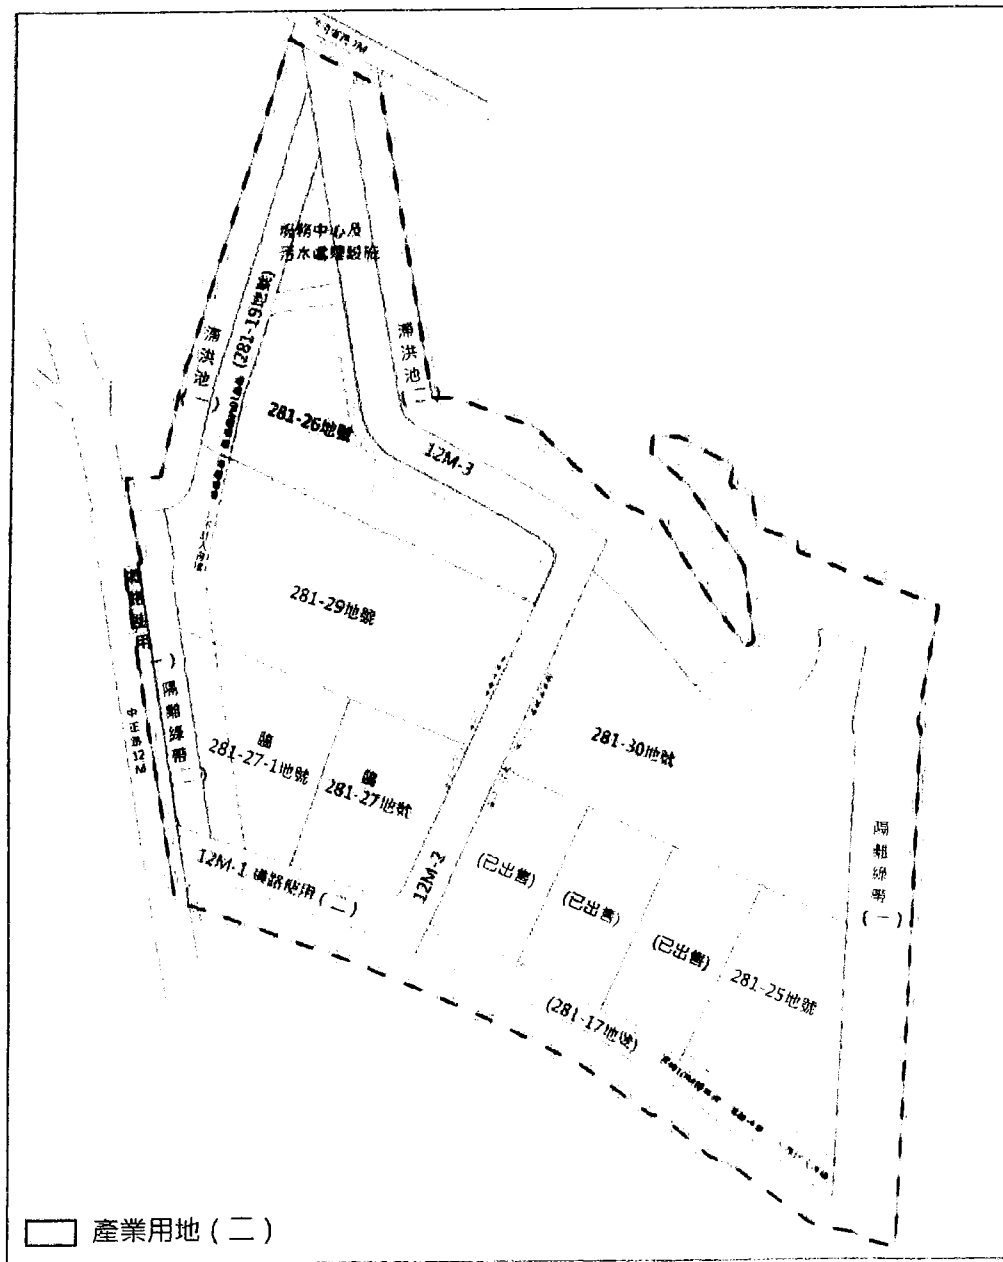 服務中心及
污水處理設施
滯洪池(一)
(281-19地號)
滯洪池(二)
281-26地號
12M-3
281-29地號
隔離綠帶(二)
中正路12M
臨
281-27-1地號
臨
281-27地號
281-30地號
12M-1 道路使用(二)
12M-2
(已出售)
(已出售)
(已出售)
281-25地號
隔離綠帶(一)
(281-17地號)
產業用地(二)